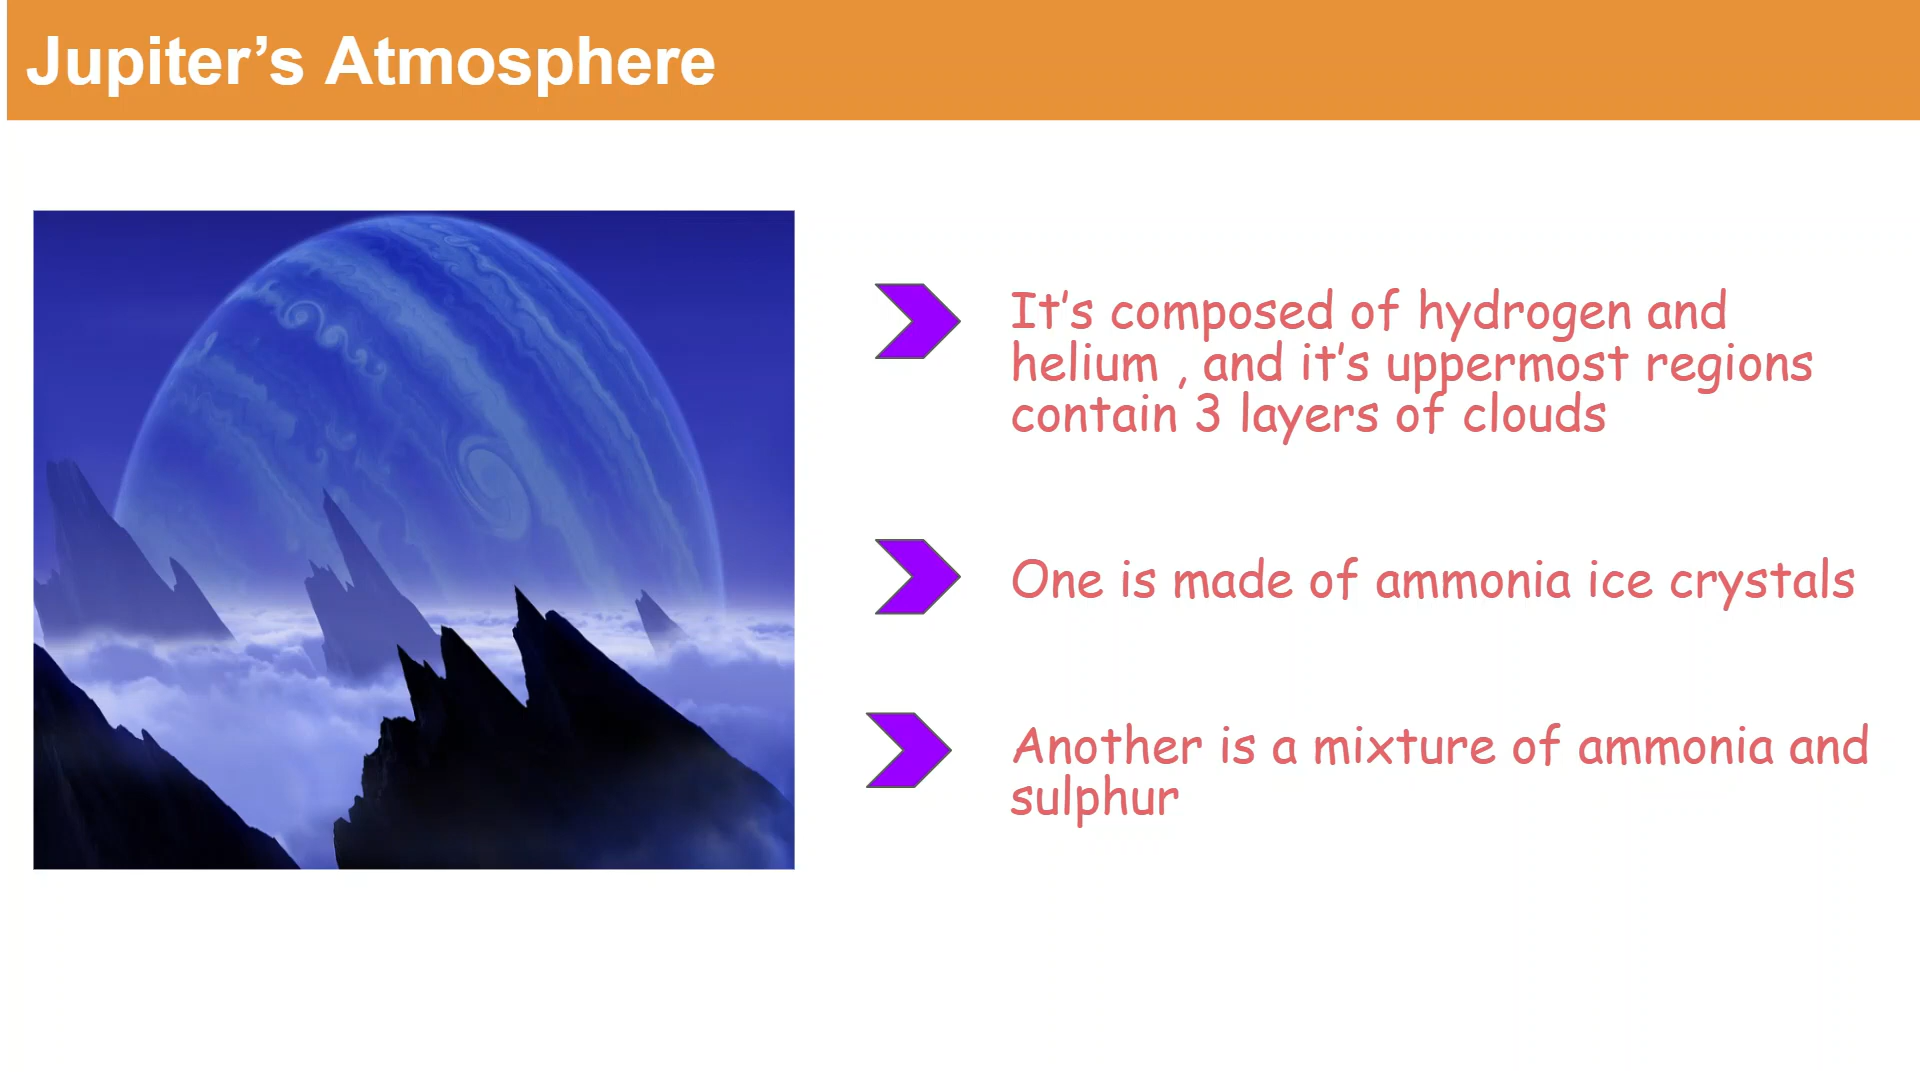 Jupiter’s Atmosphere
It’s composed of hydrogen and
helium , and it’s uppermost regions
contain 3 layers of clouds
One is made of ammonia ice crystals
Another is a mixture of ammonia and
sulphur